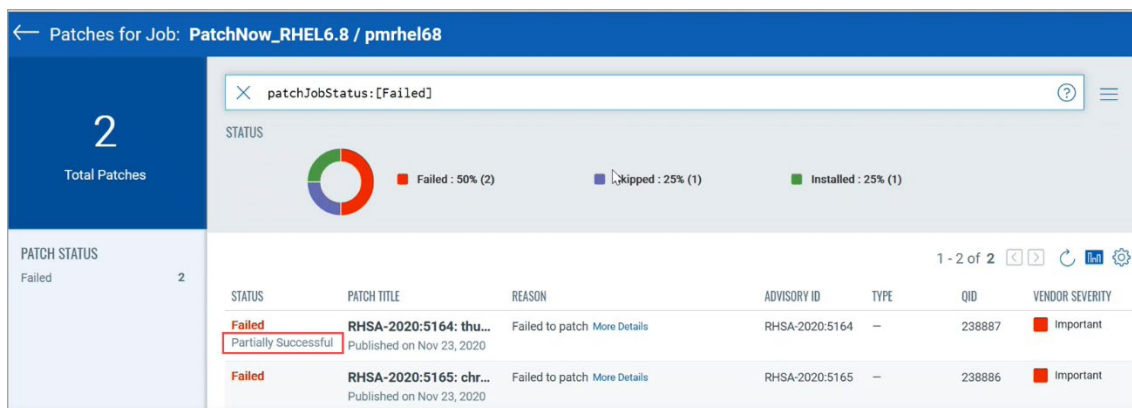 Patches for Job: PatchNow_RHEL6.8 / pmrhel68
2
Total Patches
patchJobStatus:[Failed]
STATUS
Failed : 50% (2)
Skipped : 25% (1)
Installed : 25% (1)
PATCH STATUS
Failed 2
1 - 2 of 2
STATUS PATCH TITLE REASON ADVISORY ID TYPE QID VENDOR SEVERITY
Failed RHSA-2020:5164: thu... Failed to patch More Details RHSA-2020:5164 — 238887 Important
Partially Successful Published on Nov 23, 2020
Failed RHSA-2020:5165: chr... Failed to patch More Details RHSA-2020:5165 — 238886 Important
Published on Nov 23, 2020